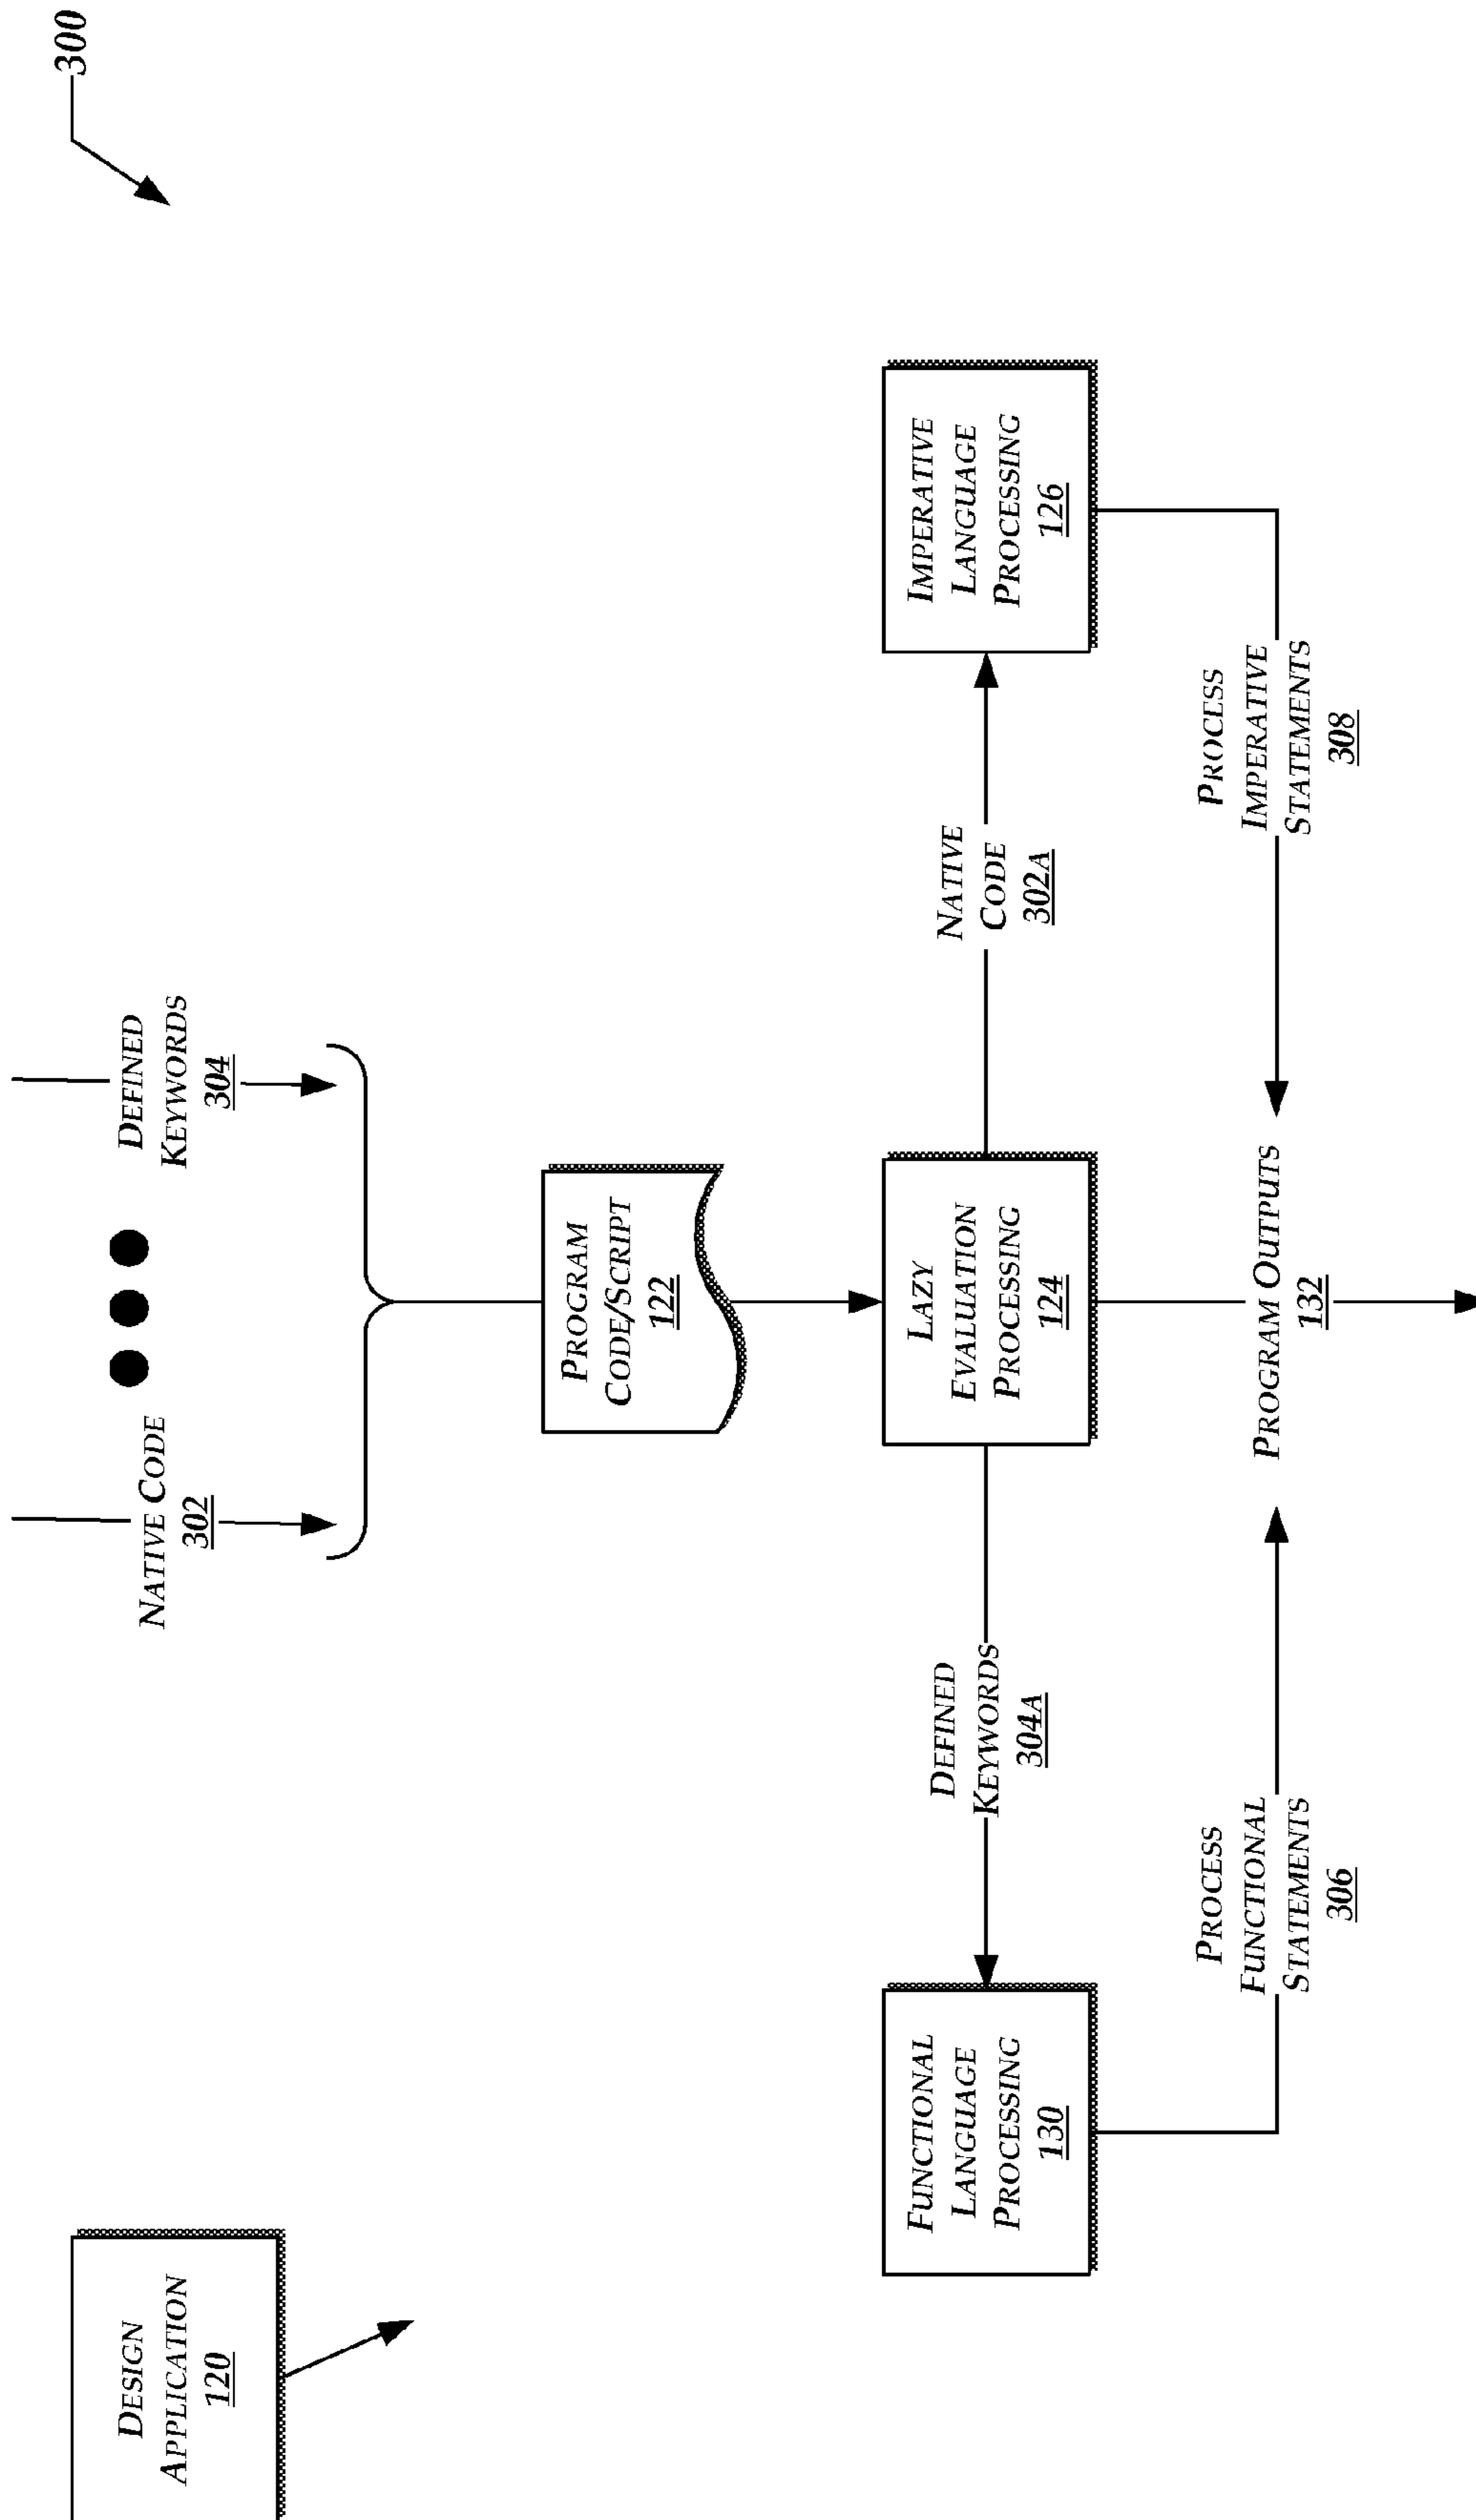 300
DESIGN
APPLICATION
120
NATIVE CODE
302
DEFINED
KEYWORDS
304
PROGRAM
CODE/SCRIPT
122
FUNCTIONAL
LANGUAGE
PROCESSING
130
DEFINED
KEYWORDS
304A
LAZY
EVALUATION
PROCESSING
124
NATIVE
CODE
302A
IMPERATIVE
LANGUAGE
PROCESSING
126
PROCESS
FUNCTIONAL
STATEMENTS
306
PROGRAM OUTPUTS
132
PROCESS
IMPERATIVE
STATEMENTS
308